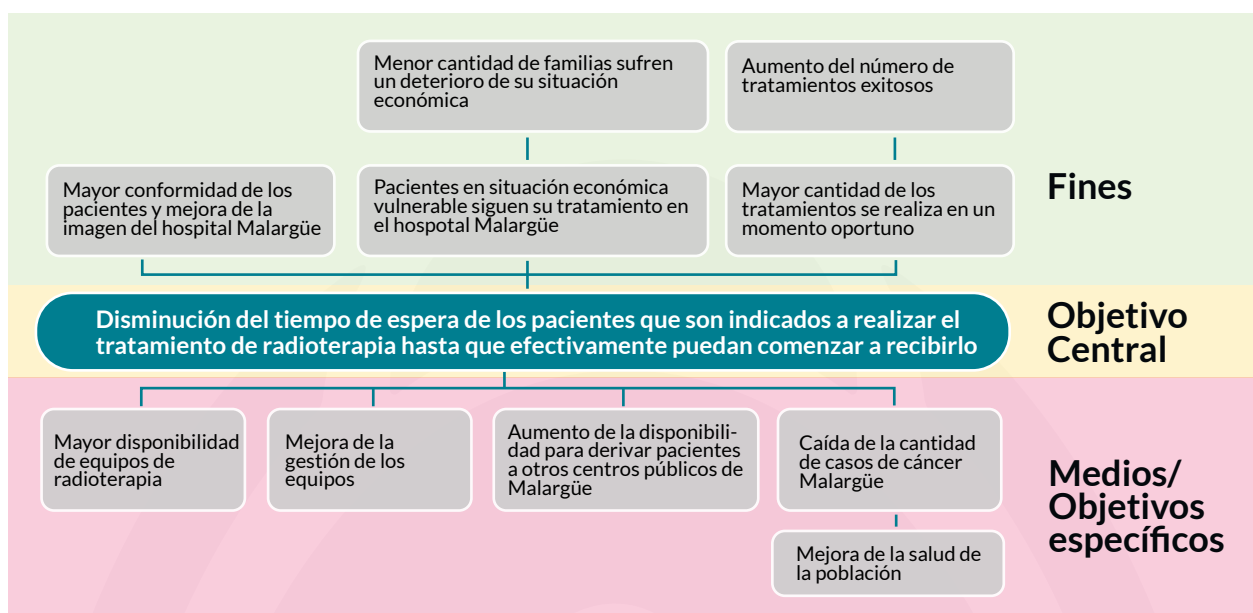 Menor cantidad de familias sufren
un deterioro de su situación
económica
Aumento del número de
tratamientos exitosos
Mayor conformidad de los
pacientes y mejora de la
imagen del hospital Malargüe
Pacientes en situación económica
vulnerable siguen su tratamiento en
el hospotal Malargüe
Mayor cantidad de los
tratamientos se realiza en un
momento oportuno
Fines
Disminución del tiempo de espera de los pacientes que son indicados a realizar el
tratamiento de radioterapia hasta que efectivamente puedan comenzar a recibirlo
Objetivo
Central
Mayor disponibilidad
de equipos de
radioterapia
Mejora de la
gestión de los
equipos
Aumento de la disponibili-
dad para derivar pacientes
a otros centros públicos de
Malargüe
Caída de la cantidad
de casos de cáncer
Malargüe
Mejora de la salud de
la población
Medios/
Objetivos
específicos